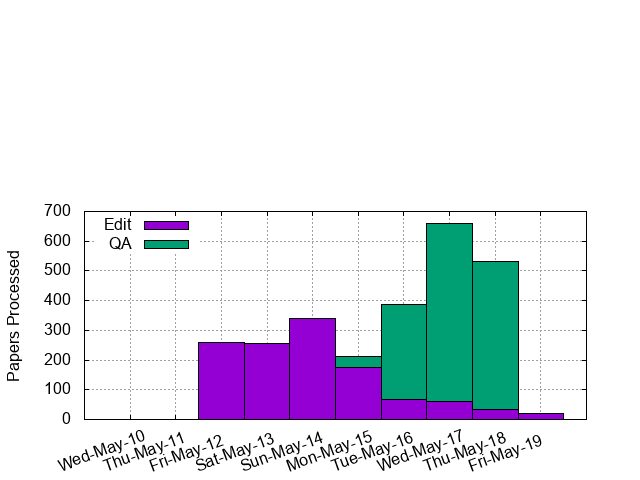 700
600
500
400
300
200
100
0
Papers Processed
Edit
QA
Wed-May-10
Thu-May-11
Fri-May-12
Sat-May-13
Sun-May-14
Mon-May-15
Tue-May-16
Wed-May-17
Thu-May-18
Fri-May-19